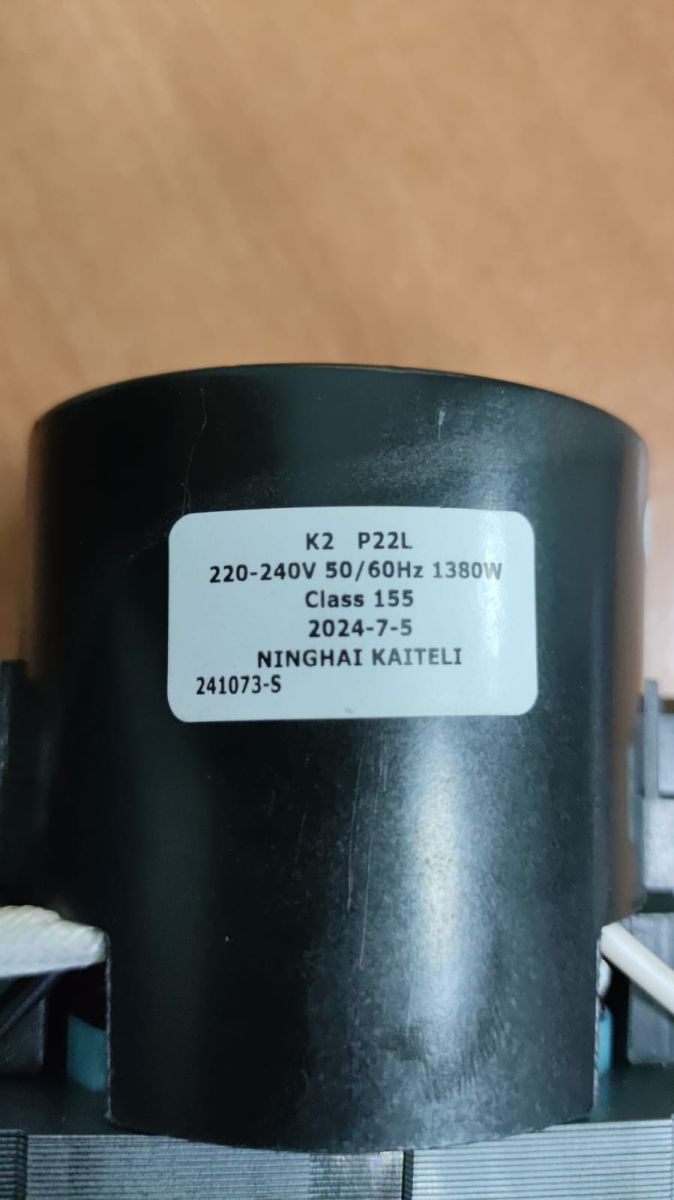 K2 P22L
220-240V 50/60Hz 1380W
Class 155
2024-7-5
NINGHAI KAITELI
241073-S